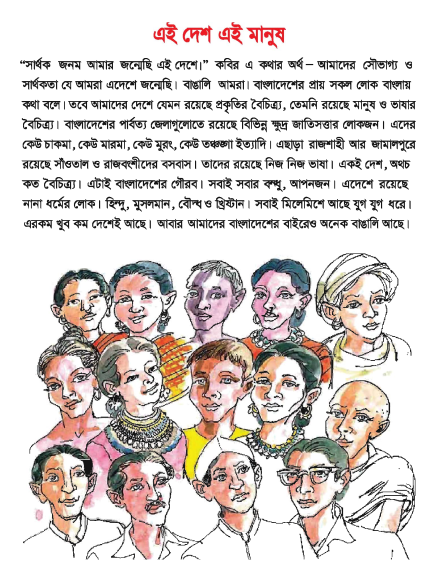 এই দেশ এই মানুষ
“সার্থক জনম আমার জন্মেছি এই দেশে।” কবির এ কথার অর্থ – আমাদের সৌভাগ্য ও
সার্থকতা যে আমরা এদেশে জন্মেছি। বাঙালি আমরা। বাংলাদেশের প্রায় সকল লোক বাংলায়
কথা বলে। তবে আমাদের দেশে যেমন রয়েছে প্রকৃতির বৈচিত্র্য, তেমনি রয়েছে মানুষ ও ভাষার
বৈচিত্র্য। বাংলাদেশের পার্বত্য জেলাগুলোতে রয়েছে বিভিন্ন ক্ষুদ্র জাতিসত্তার লোকজন। এদের
কেউ চাকমা, কেউ মারমা, কেউ মুরং, কেউ তঞ্চঙ্গা ইত্যাদি। এছাড়া রাজশাহী আর জামালপুরে
রয়েছে সাঁওতাল ও রাজবংশীদের বসবাস। তাদের রয়েছে নিজ নিজ ভাষা। একই দেশ, অথচ
কত বৈচিত্র্য। এটাই বাংলাদেশের গৌরব। সবাই সবার বন্ধু, আপনজন। এদেশে রয়েছে
নানা ধর্মের লোক। হিন্দু, মুসলমান, বৌদ্ধ ও খ্রিষ্টান। সবাই মিলেমিশে আছে যুগ যুগ ধরে।
এরকম খুব কম দেশেই আছে। আবার আমাদের বাংলাদেশের বাইরেও অনেক বাঙালি আছে।